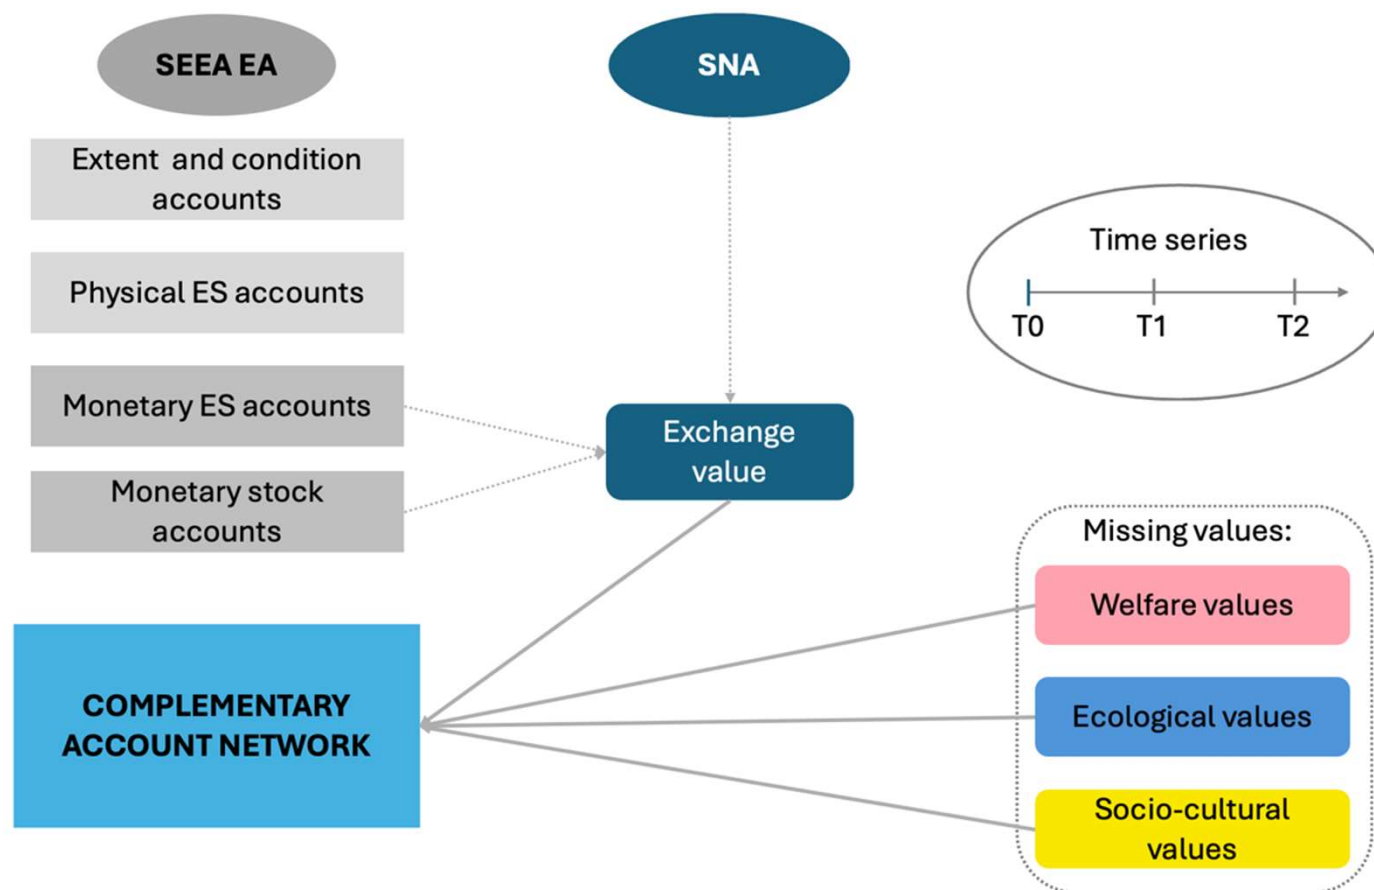 SEEA EA
SNA
Extent and condition
accounts
Physical ES accounts
Monetary ES accounts
Monetary stock
accounts
COMPLEMENTARY
ACCOUNT NETWORK
Exchange
value
Time series
T0
T1
T2
Missing values:
Welfare values
Ecological values
Socio-cultural
values